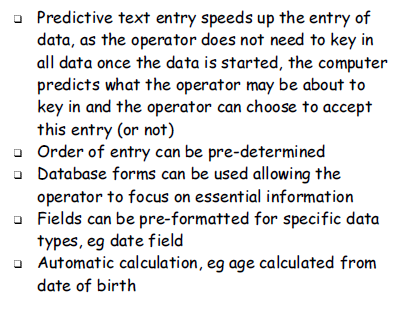 ❑ Predictive text entry speeds up the entry of
data, as the operator does not need to key in
all data once the data is started, the computer
predicts what the operator may be about to
key in and the operator can choose to accept
this entry (or not)
❑ Order of entry can be pre-determined
❑ Database forms can be used allowing the
operator to focus on essential information
❑ Fields can be pre-formatted for specific data
types, eg date field
❑ Automatic calculation, eg age calculated from
date of birth